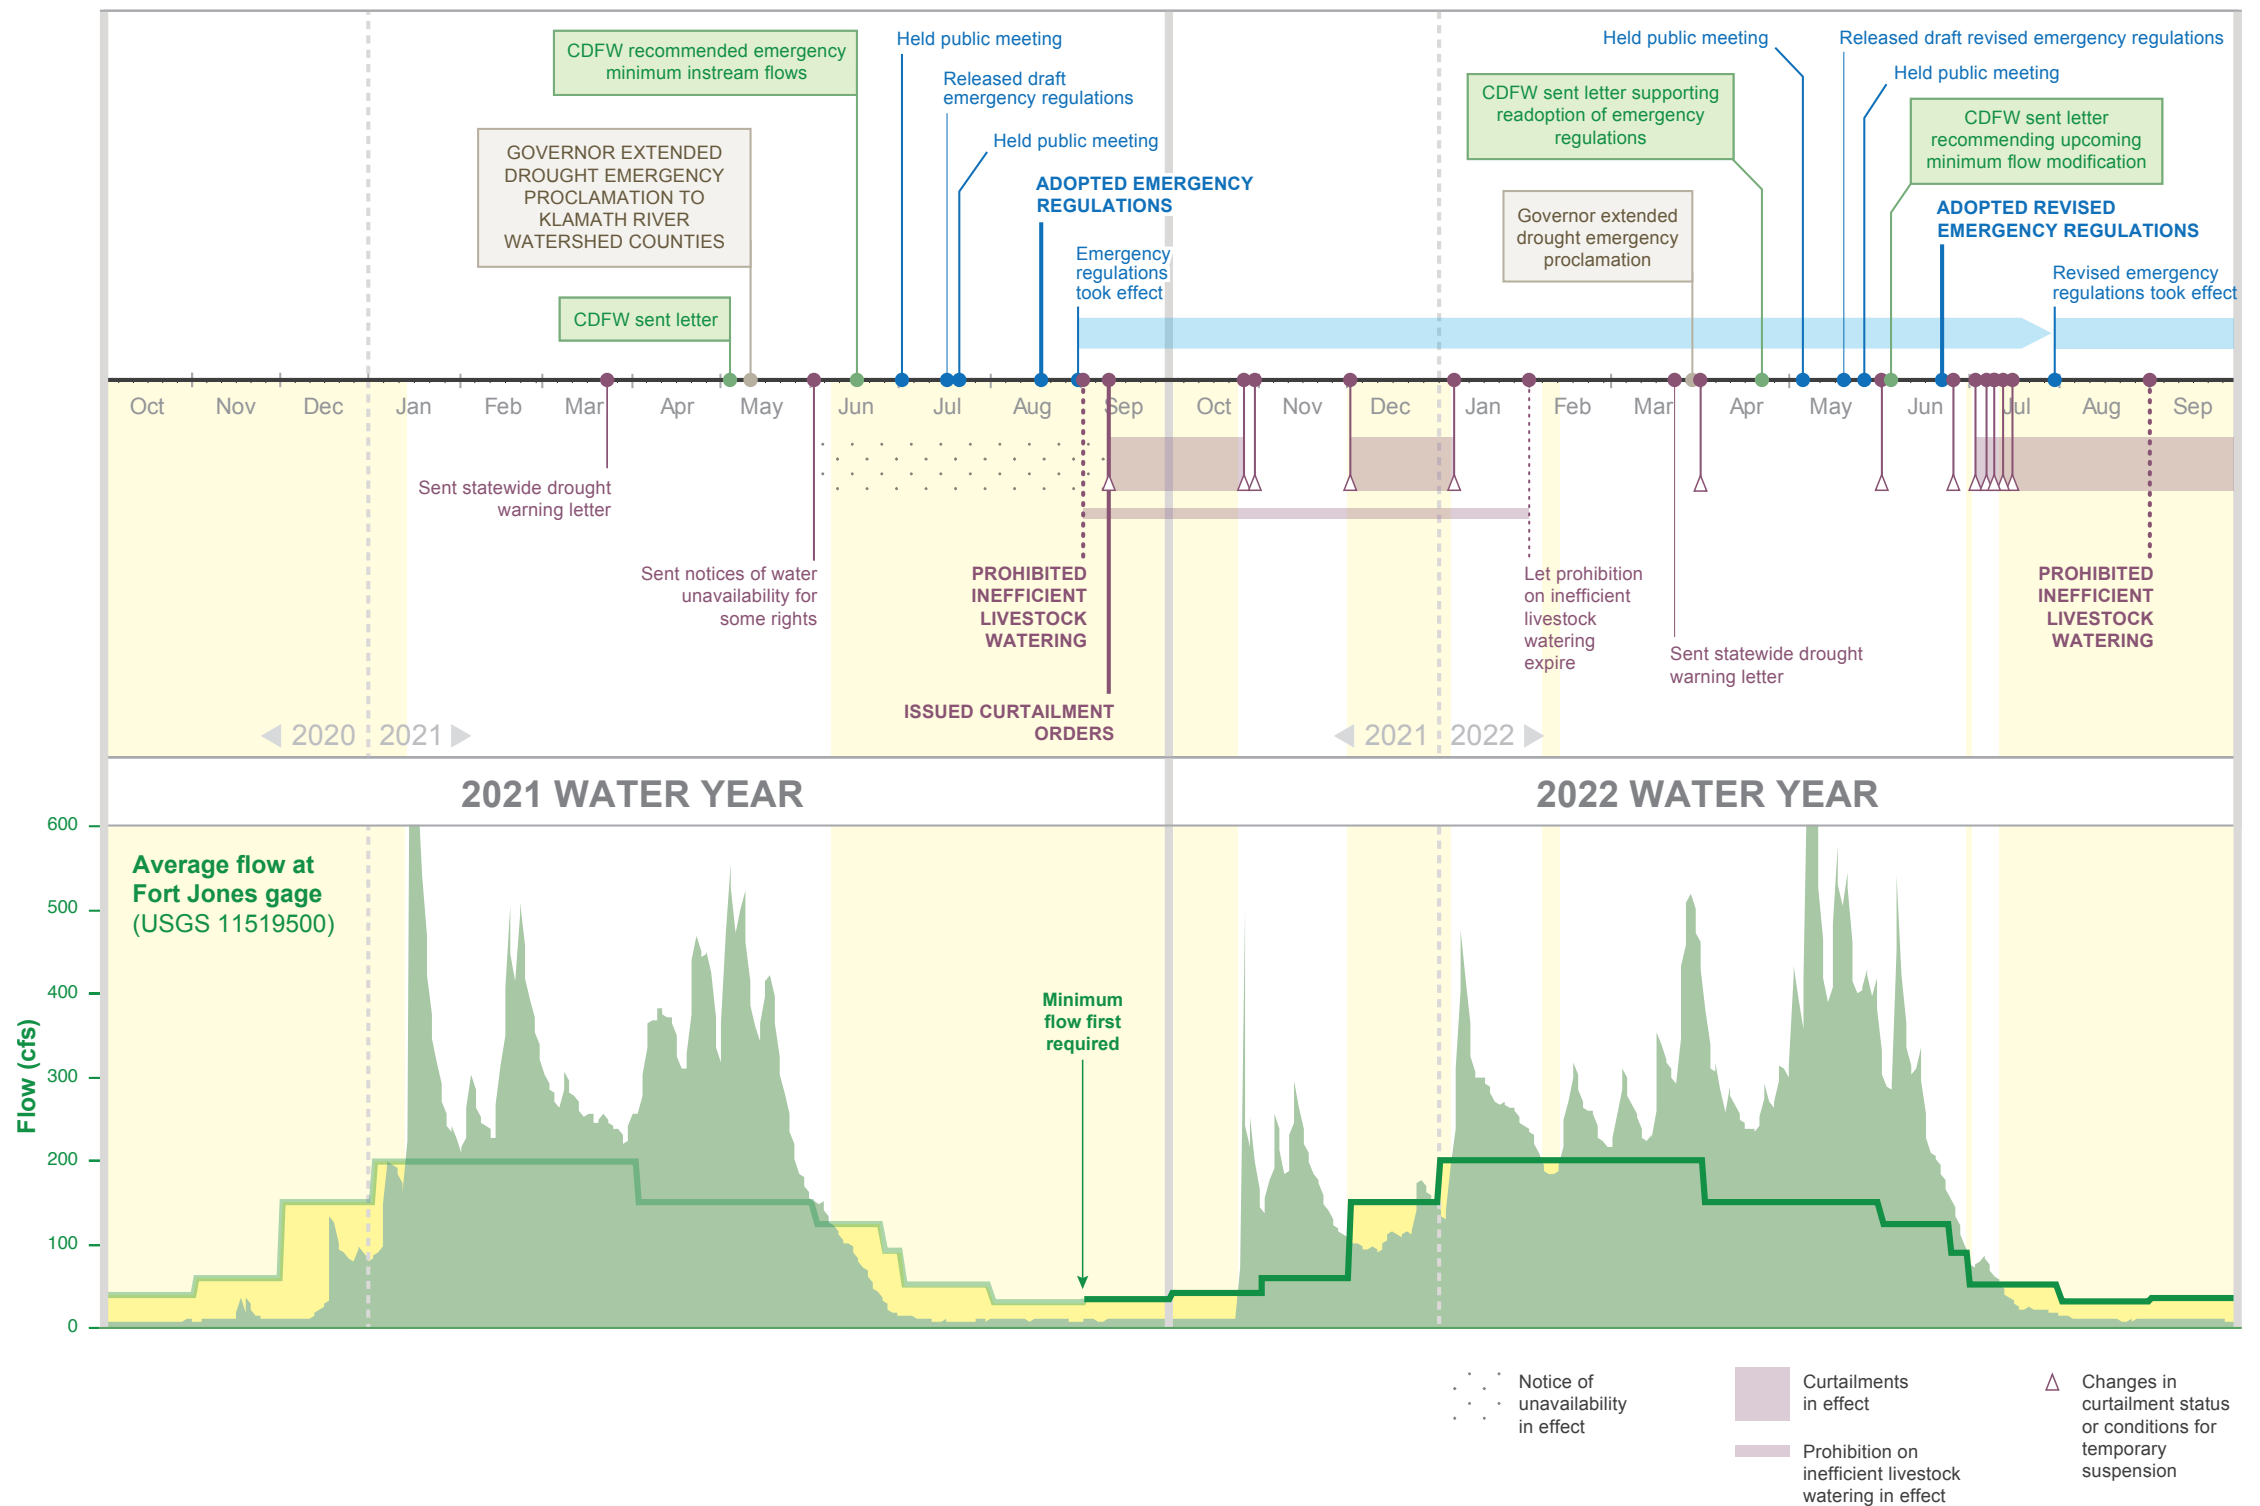 CDFW recommended emergency
minimum instream flows
Held public meeting
Released draft
emergency regulations
Held public meeting
GOVERNOR EXTENDED
DROUGHT EMERGENCY
PROCLAMATION TO
KLAMATH RIVER
WATERSHED COUNTIES
ADOPTED EMERGENCY
REGULATIONS
Emergency
regulations
took effect
CDFW sent letter
Held public meeting
Released draft revised emergency regulations
Held public meeting
CDFW sent letter supporting
readoption of emergency
regulations
CDFW sent letter
recommending upcoming
minimum flow modification
Governor extended
drought emergency
proclamation
ADOPTED REVISED
EMERGENCY REGULATIONS
Revised emergency
regulations took effect
Oct Nov Dec Jan Feb Mar Apr May Jun Jul Aug Sep Oct Nov Dec Jan Feb Mar Apr May Jun Jul Aug Sep
Sent statewide drought
warning letter
Sent notices of water
unavailability for
some rights
PROHIBITED
INEFFICIENT
LIVESTOCK
WATERING
ISSUED CURTAILMENT
ORDERS
Let prohibition
on inefficient
livestock
watering
expire
Sent statewide drought
warning letter
PROHIBITED
INEFFICIENT
LIVESTOCK
WATERING
2020 2021
2021 2022
2021 WATER YEAR
2022 WATER YEAR
600
500
400
300
200
100
0
Flow (cfs)
Average flow at
Fort Jones gage
(USGS 11519500)
Minimum
flow first
required
Notice of
unavailability
in effect
Curtailments
in effect
Prohibition on
inefficient livestock
watering in effect
Changes in
curtailment status
or conditions for
temporary
suspension